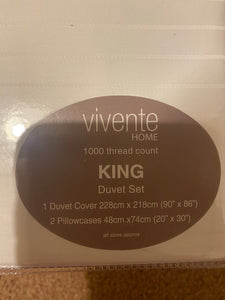 vivente
HOME
1000 thread count
KING
Duvet Set
1 Duvet Cover 228cm x 218cm (90" x 86")
2 Pillowcases 48cm x74cm (20" x 30")
all sizes approx